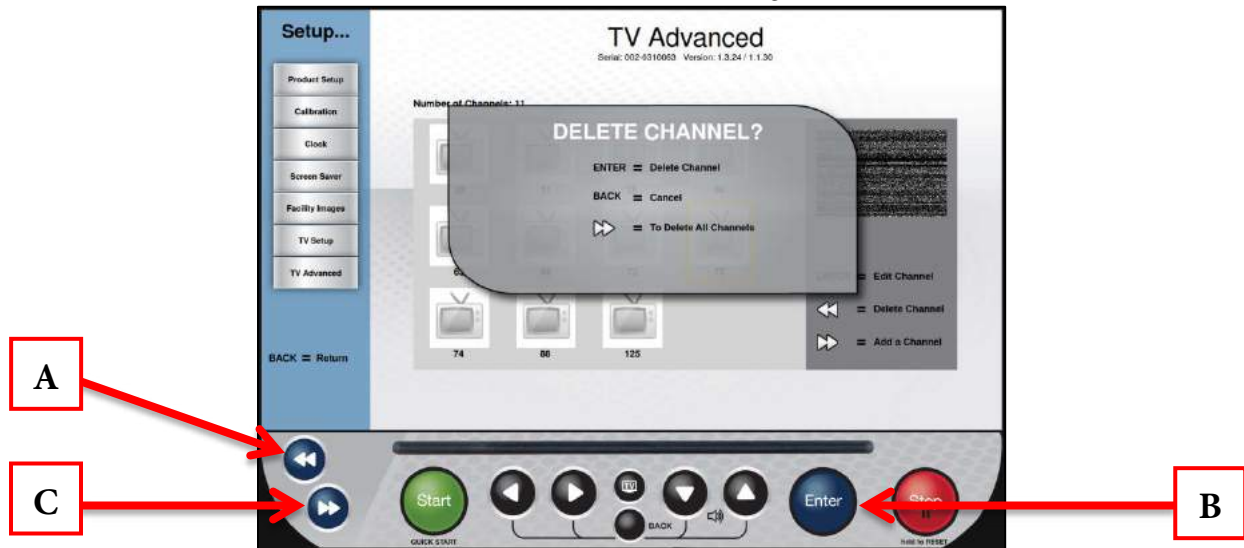 Setup...
TV Advanced
Serial: 002-6310063 Version: 1.3.24 / 1.1.30
Product Setup
Calibration
Clock
Screen Saver
Facility Images
TV Setup
TV Advanced
BACK = Return
Number of Channels: 11
DELETE CHANNEL?
ENTER = Delete Channel
BACK = Cancel
= To Delete All Channels
= Edit Channel
= Delete Channel
= Add a Channel
74 88 125
A
C
B
Start
QUICK START
TV
BACK
Enter
Stop
hold to RESET